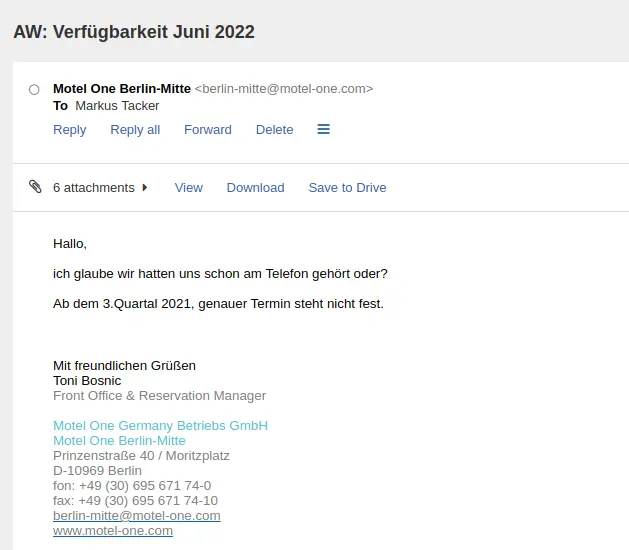 AW: Verfügbarkeit Juni 2022
Motel One Berlin-Mitte <berlin-mitte@motel-one.com>
To Markus Tacker
Reply Reply all Forward Delete
6 attachments View Download Save to Drive
Hallo,
ich glaube wir hatten uns schon am Telefon gehört oder?
Ab dem 3.Quartal 2021, genauer Termin steht nicht fest.
Mit freundlichen Grüßen
Toni Bosnic
Front Office & Reservation Manager
Motel One Germany Betriebs GmbH
Motel One Berlin-Mitte
Prinzenstraße 40 / Moritzplatz
D-10969 Berlin
fon: +49 (30) 695 671 74-0
fax: +49 (30) 695 671 74-10
berlin-mitte@motel-one.com
www.motel-one.com